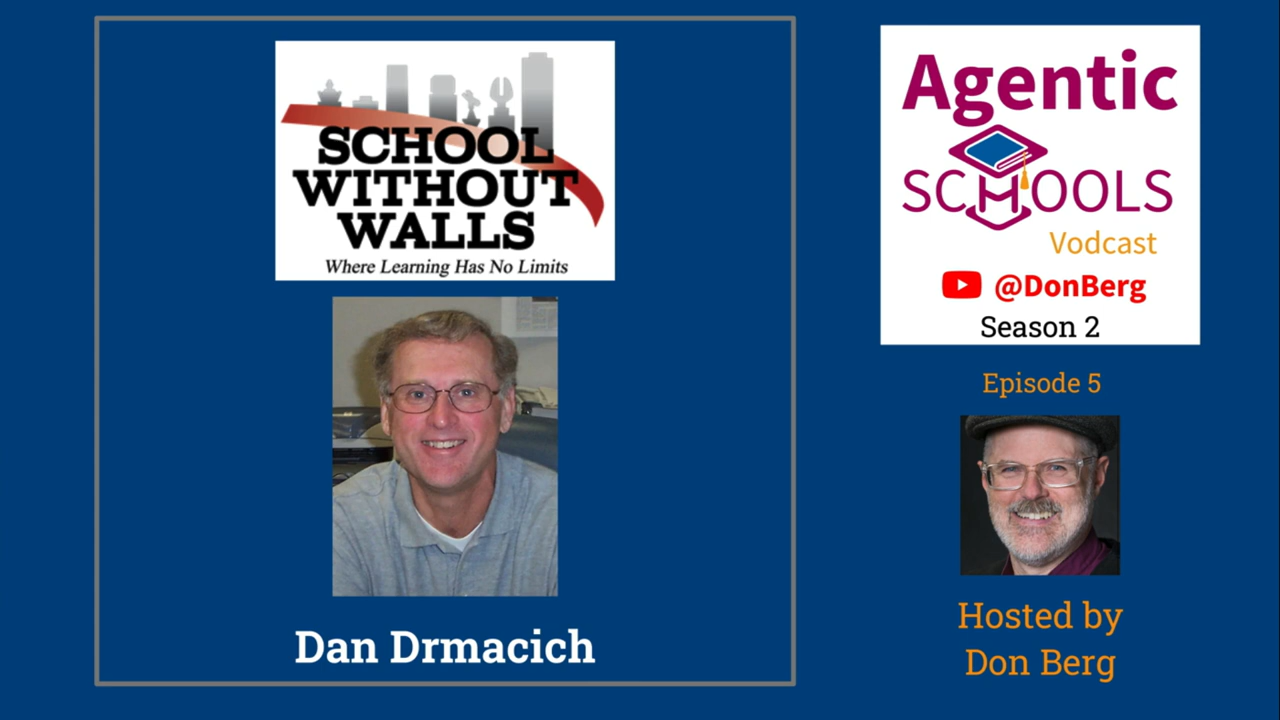 SCHOOL
WITHOUT
WALLS
Where Learning Has No Limits
Dan Drmacich
Agentic
SCHOOLS
Vodcast
@DonBerg
Season 2
Episode 5
Hosted by
Don Berg